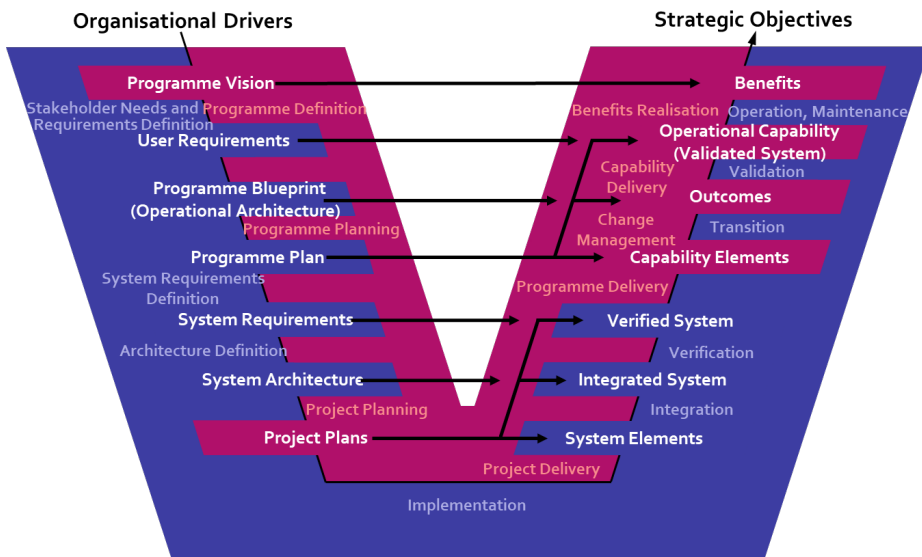 Organisational Drivers
Strategic Objectives
Programme Vision
Benefits
Stakeholder Needs and
Requirements Definition
Programme Definition
Benefits Realisation
Operation, Maintenance
User Requirements
Operational Capability
(Validated System)
Capability
Delivery
Validation
Programme Blueprint
(Operational Architecture)
Outcomes
Programme Planning
Change
Management
Transition
Programme Plan
Capability Elements
System Requirements
Definition
Programme Delivery
System Requirements
Verified System
Architecture Definition
Verification
System Architecture
Integrated System
Project Planning
Integration
Project Plans
System Elements
Project Delivery
Implementation